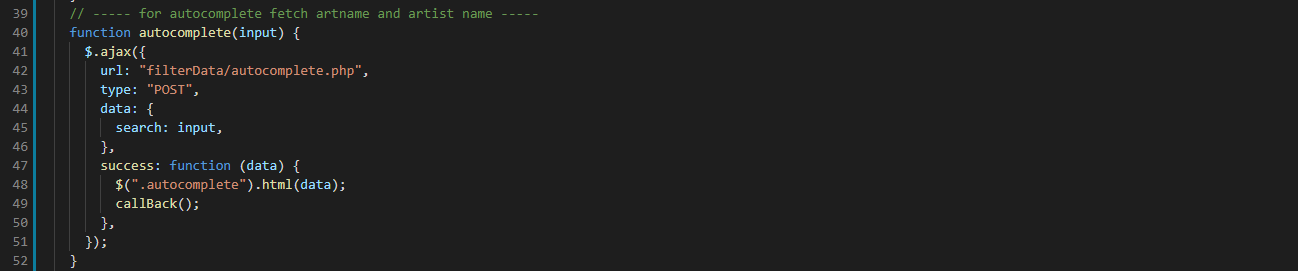 39 // ----- for autocomplete fetch artname and artist name -----
40 function autocomplete(input) {
41 $.ajax({
42 url: "filterData/autocomplete.php",
43 type: "POST",
44 data: {
45 search: input,
46 },
47 success: function (data) {
48 $(".autocomplete").html(data);
49 callBack();
50 },
51 });
52 }